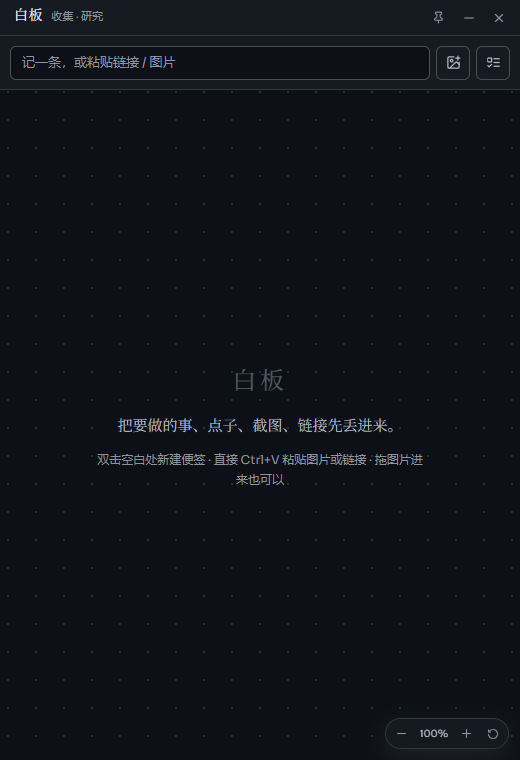 白板 收集 · 研究
记一条，或粘贴链接 / 图片
白板
把要做的事、点子、截图、链接先丢进来。
双击空白处新建便签 · 直接 Ctrl+V 粘贴图片或链接 · 拖图片进
来也可以
100%